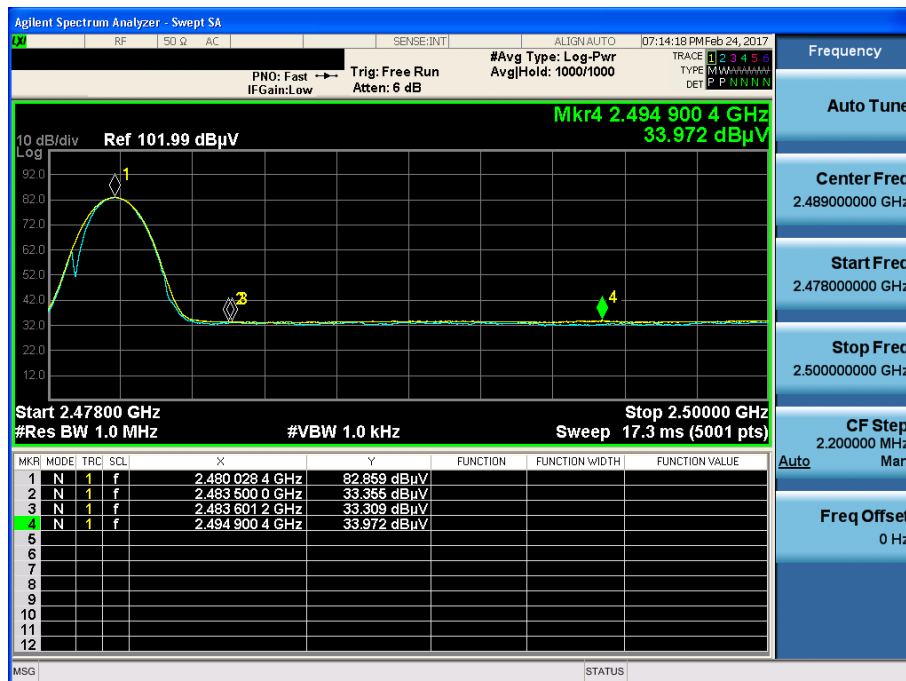 Agilent Spectrum Analyzer - Swept SA
LXI RF 50 Ω AC SENSE:INT ALIGN AUTO 07:14:18 PM Feb 24, 2017
PNO: Fast Trig: Free Run #Avg Type: Log-Pwr TRACE 1 2 3 4 5 6
IFGain:Low Atten: 6 dB Avg|Hold: 1000/1000 TYPE M W W W W W
DET P P N N N N
Mkr4 2.494 900 4 GHz
33.972 dBµV
10 dB/div Ref 101.99 dBµV
Log
92.0
82.0
72.0
62.0
52.0
42.0
32.0
22.0
12.0
1
2 3
4
Start 2.47800 GHz Stop 2.50000 GHz
#Res BW 1.0 MHz #VBW 1.0 kHz Sweep 17.3 ms (5001 pts)
MKR MODE TRC SCL X Y FUNCTION FUNCTION WIDTH FUNCTION VALUE
1 N 1 f 2.480 028 4 GHz 82.859 dBµV
2 N 1 f 2.483 500 0 GHz 33.355 dBµV
3 N 1 f 2.483 601 2 GHz 33.309 dBµV
4 N 1 f 2.494 900 4 GHz 33.972 dBµV
5
6
7
8
9
10
11
12
MSG STATUS
Frequency
Auto Tune
Center Freq
2.489000000 GHz
Start Freq
2.478000000 GHz
Stop Freq
2.500000000 GHz
CF Step
2.200000 MHz
Auto Man
Freq Offset
0 Hz